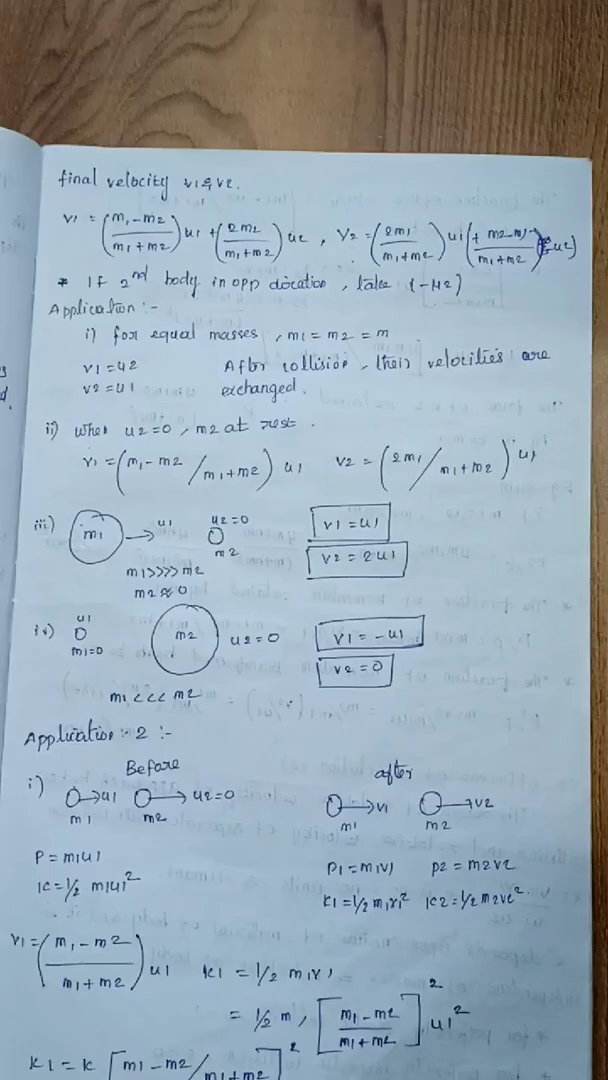 final velocity v1 & v2.
v1 = (m1 - m2 / m1 + m2) u1 + (2m2 / m1 + m2) u2 , v2 = (2m1 / m1 + m2) u1 (+ m2 - m1 / m1 + m2) u2)
* If 2nd body in opp direction, take (-μ2)
Application :-
i) for equal masses, m1 = m2 = m
v1 = u2 After collision, their velocities are
v2 = u1 exchanged.
ii) when u2 = 0, m2 at rest.
v1 = (m1 - m2 / m1 + m2) u1 v2 = (2m1 / m1 + m2) u1
iii) m1 → u1 u2 = 0 m2 v1 = u1
m1 >>>> m2 v2 = 2u1
m2 ≈ 0
iv) u1 m1 = 0 m2 u2 = 0 v1 = -u1
m1 <<< m2 v2 = 0
Application :- 2 :-
Before after
i) → u1 → u2 = 0 → v1 → v2
m1 m2 m1 m2
P = m1u1 P1 = m1v1 p2 = m2v2
K = 1/2 m1u1² K1 = 1/2 m1v1² K2 = 1/2 m2v2²
v1 = (m1 - m2 / m1 + m2) u1 K1 = 1/2 m1v1
= 1/2 m1 [m1 - m2 / m1 + m2]² u1²
K1 = K [m1 - m2 / m1 + m2]²